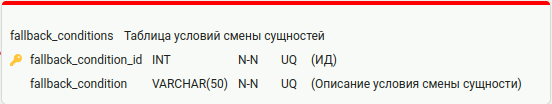 fallback_conditions Таблица условий смены сущностей
fallback_condition_id INT N-N UQ (ИД)
fallback_condition VARCHAR(50) N-N UQ (Описание условия смены сущности)